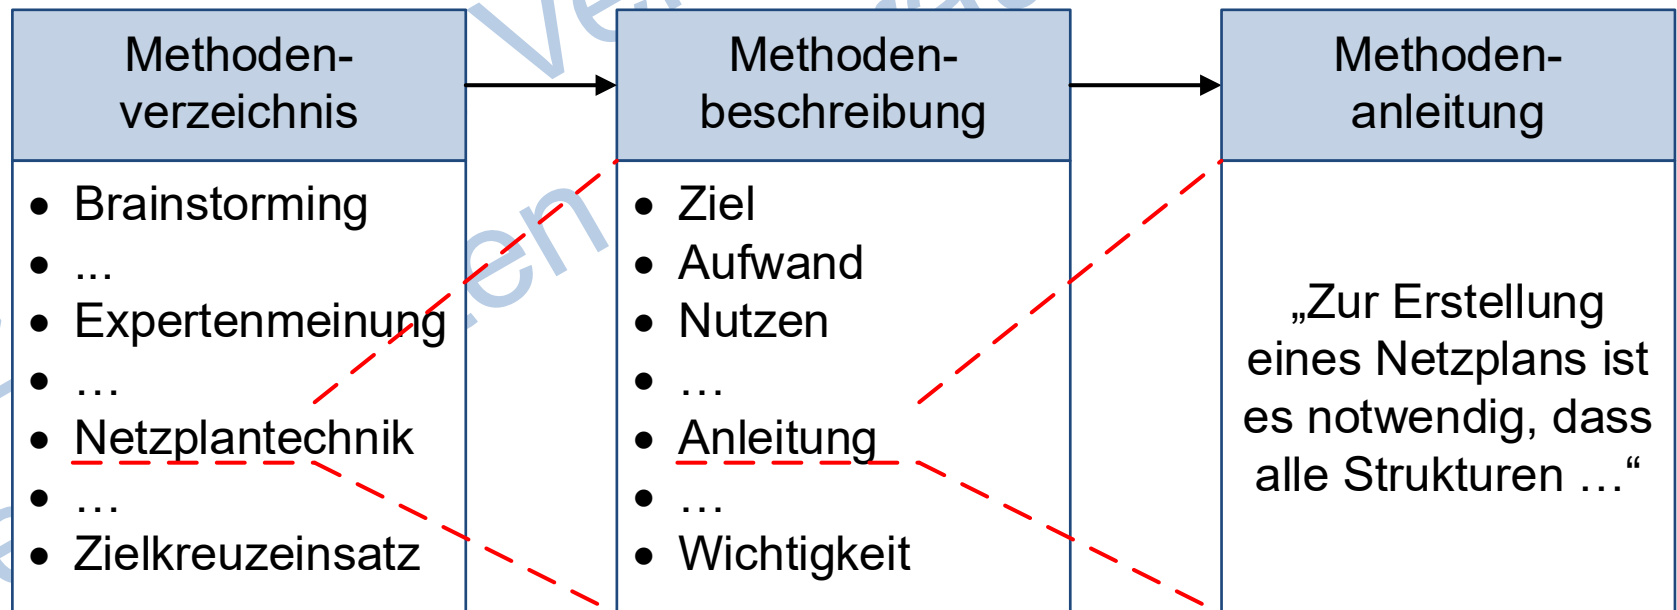 Methoden-
verzeichnis
• Brainstorming
• ...
• Expertenmeinung
• …
• Netzplantechnik
• …
• Zielkreuzeinsatz
Methoden-
beschreibung
• Ziel
• Aufwand
• Nutzen
• …
• Anleitung
• …
• Wichtigkeit
Methoden-
anleitung
„Zur Erstellung
eines Netzplans ist
es notwendig, dass
alle Strukturen …“